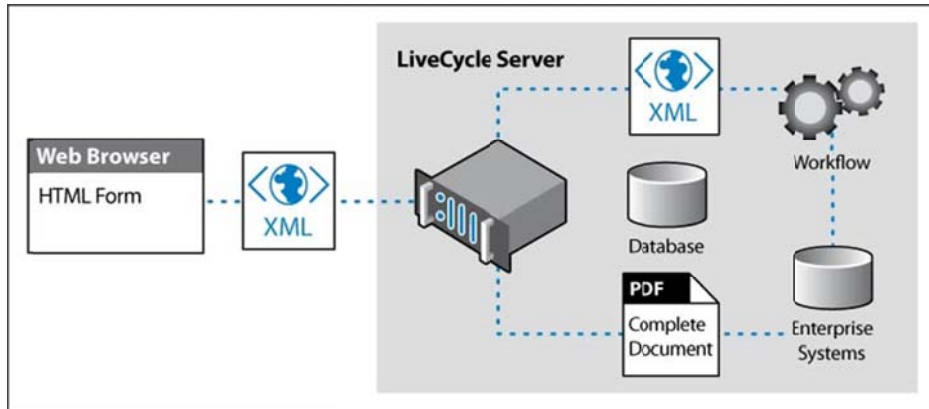 LiveCycle Server
XML
Workflow
Web Browser
HTML Form
XML
Database
PDF
Complete
Document
Enterprise
Systems